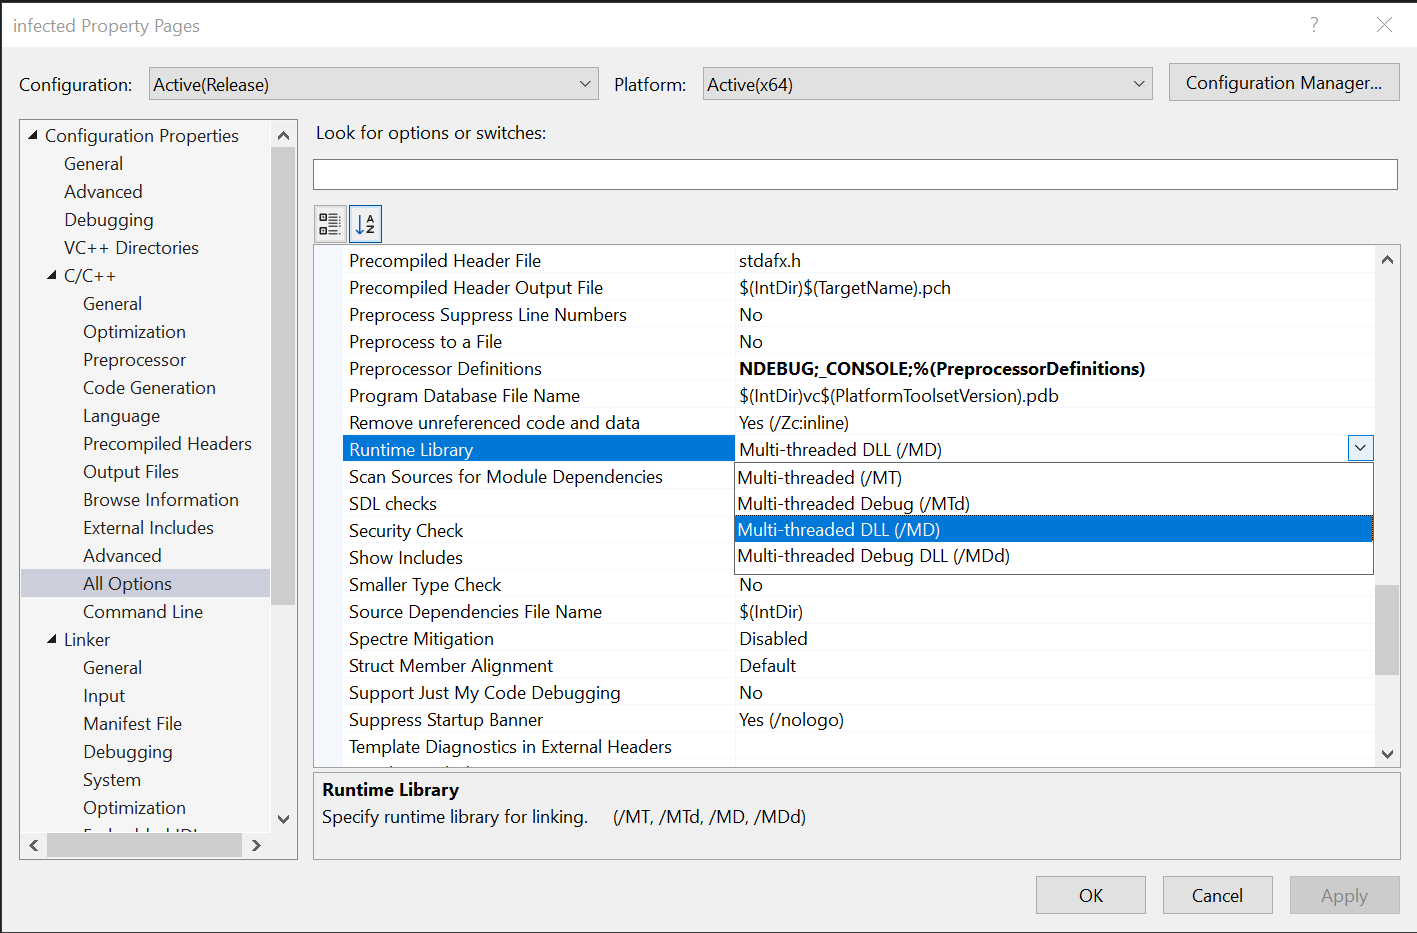 infected Property Pages
?
Configuration:
Active(Release)
Platform:
Active(x64)
Configuration Manager...
Configuration Properties
General
Advanced
Debugging
VC++ Directories
C/C++
General
Optimization
Preprocessor
Code Generation
Language
Precompiled Headers
Output Files
Browse Information
External Includes
Advanced
All Options
Command Line
Linker
General
Input
Manifest File
Debugging
System
Optimization
Look for options or switches:
A
Z
Precompiled Header File stdafx.h
Precompiled Header Output File $(IntDir)$(TargetName).pch
Preprocess Suppress Line Numbers No
Preprocess to a File No
Preprocessor Definitions NDEBUG;_CONSOLE;%(PreprocessorDefinitions)
Program Database File Name $(IntDir)vc$(PlatformToolsetVersion).pdb
Remove unreferenced code and data Yes (/Zc:inline)
Runtime Library Multi-threaded DLL (/MD)
Scan Sources for Module Dependencies
SDL checks
Security Check
Show Includes
Multi-threaded (/MT)
Multi-threaded Debug (/MTd)
Multi-threaded DLL (/MD)
Multi-threaded Debug DLL (/MDd)
Smaller Type Check No
Source Dependencies File Name $(IntDir)
Spectre Mitigation Disabled
Struct Member Alignment Default
Support Just My Code Debugging No
Suppress Startup Banner Yes (/nologo)
Template Diagnostics in External Headers
Runtime Library
Specify runtime library for linking. (/MT, /MTd, /MD, /MDd)
OK
Cancel
Apply